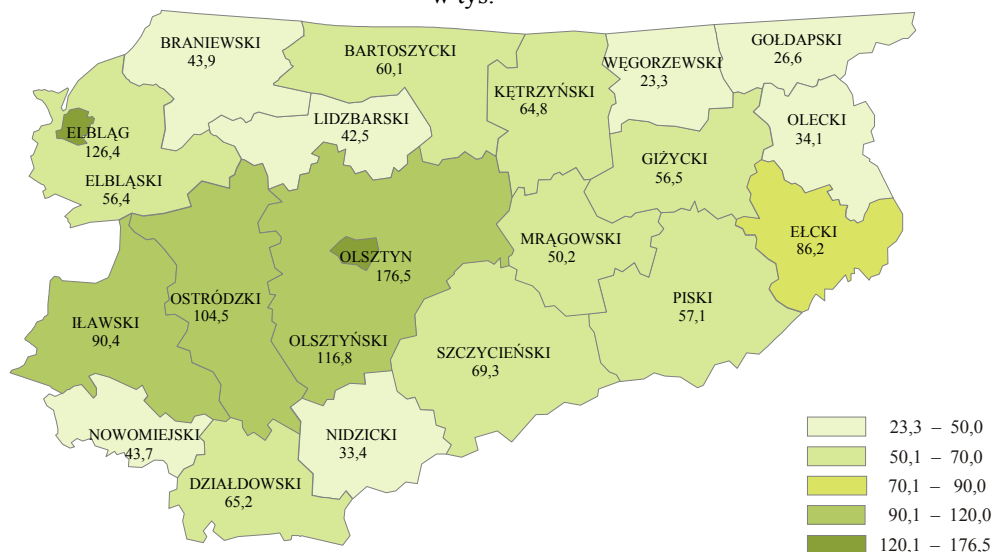 w tys.
BRANIEWSKI
43,9
BARTOSZYCKI
60,1
KĘTRZYŃSKI
64,8
WĘGORZEWSKI
23,3
GOŁDAPSKI
26,6
ELBLĄG
126,4
LIDZBARSKI
42,5
OLECKI
34,1
ELBLĄSKI
56,4
GIŻYCKI
56,5
OLSZTYN
176,5
MRĄGOWSKI
50,2
EŁCKI
86,2
IŁAWSKI
90,4
OSTRÓDZKI
104,5
OLSZTYŃSKI
116,8
SZCZYCIEŃSKI
69,3
PISKI
57,1
NOWOMIEJSKI
43,7
NIDZICKI
33,4
DZIAŁDOWSKI
65,2
23,3 – 50,0
50,1 – 70,0
70,1 – 90,0
90,1 – 120,0
120,1 – 176,5